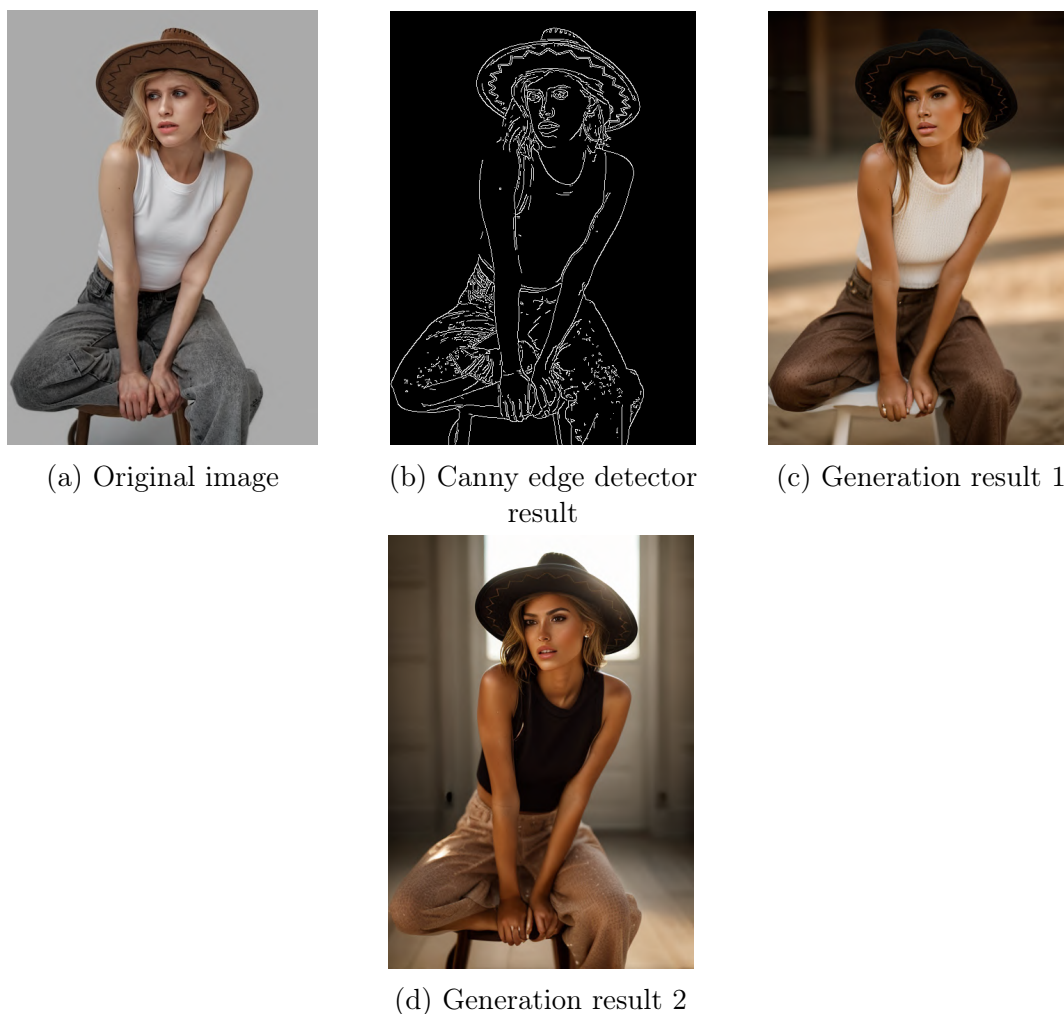 (a) Original image
(b) Canny edge detector
result
(c) Generation result 1
(d) Generation result 2